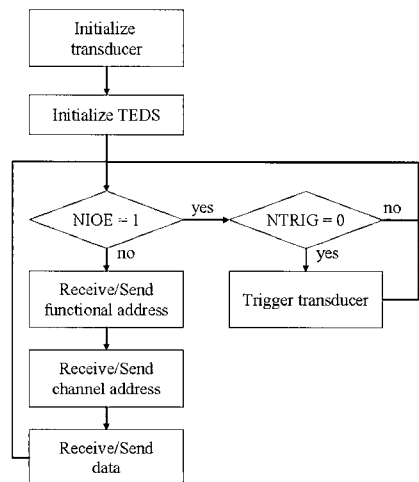 Initialize
transducer
Initialize TEDS
NIOE = 1
yes
NTRIG = 0
no
no
yes
Receive/Send
functional address
Trigger transducer
Receive/Send
channel address
Receive/Send
data